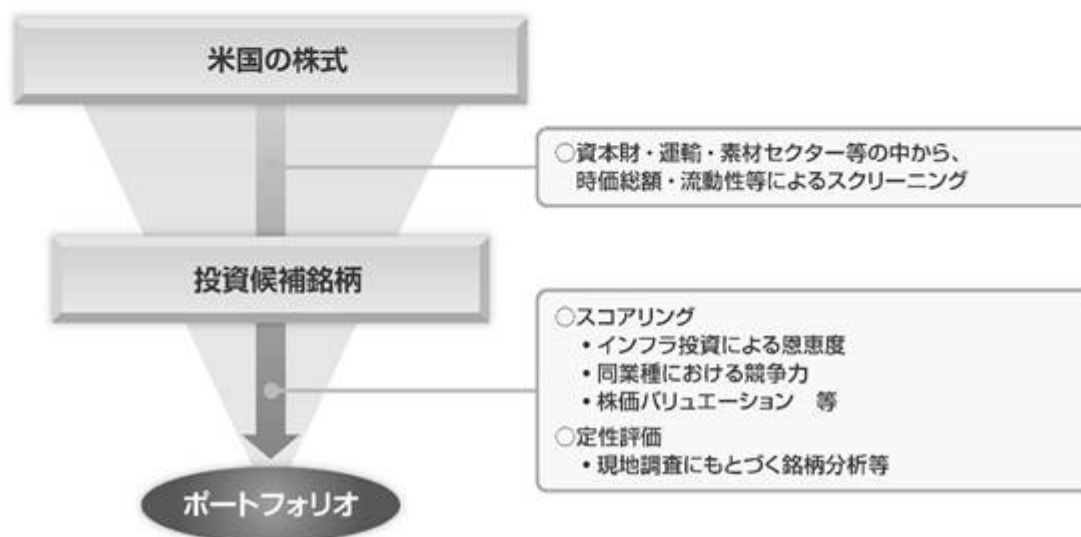 米国の株式
○資本財・運輸・素材セクター等の中から、
時価総額・流動性等によるスクリーニング
投資候補銘柄
○スコアリング
・インフラ投資による恩恵度
・同業種における競争力
・株価バリュエーション　等
○定性評価
・現地調査にもとづく銘柄分析等
ポートフォリオ